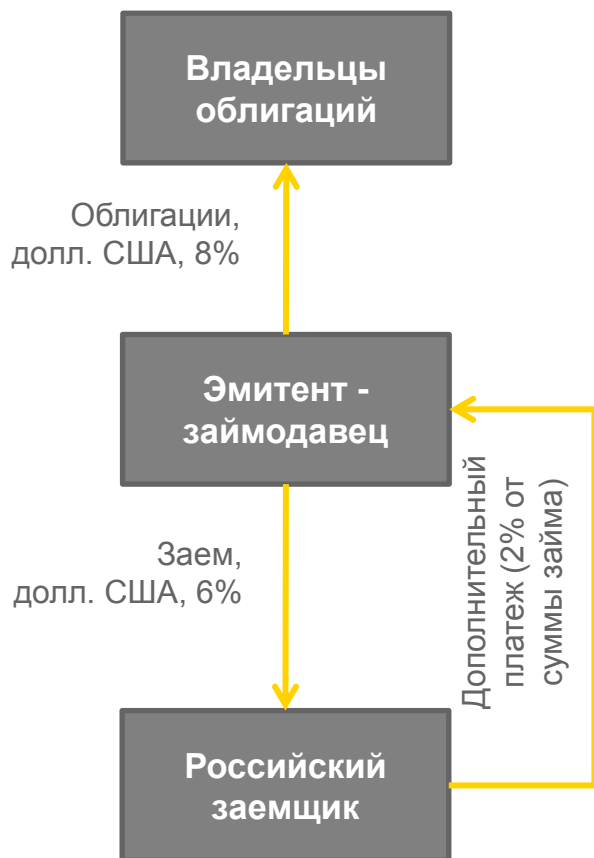 Владельцы
облигаций
Облигации,
долл. США, 8%
Эмитент -
займодавец
Заем,
долл. США, 6%
Дополнительный
платеж (2% от
суммы займа)
Российский
заемщик